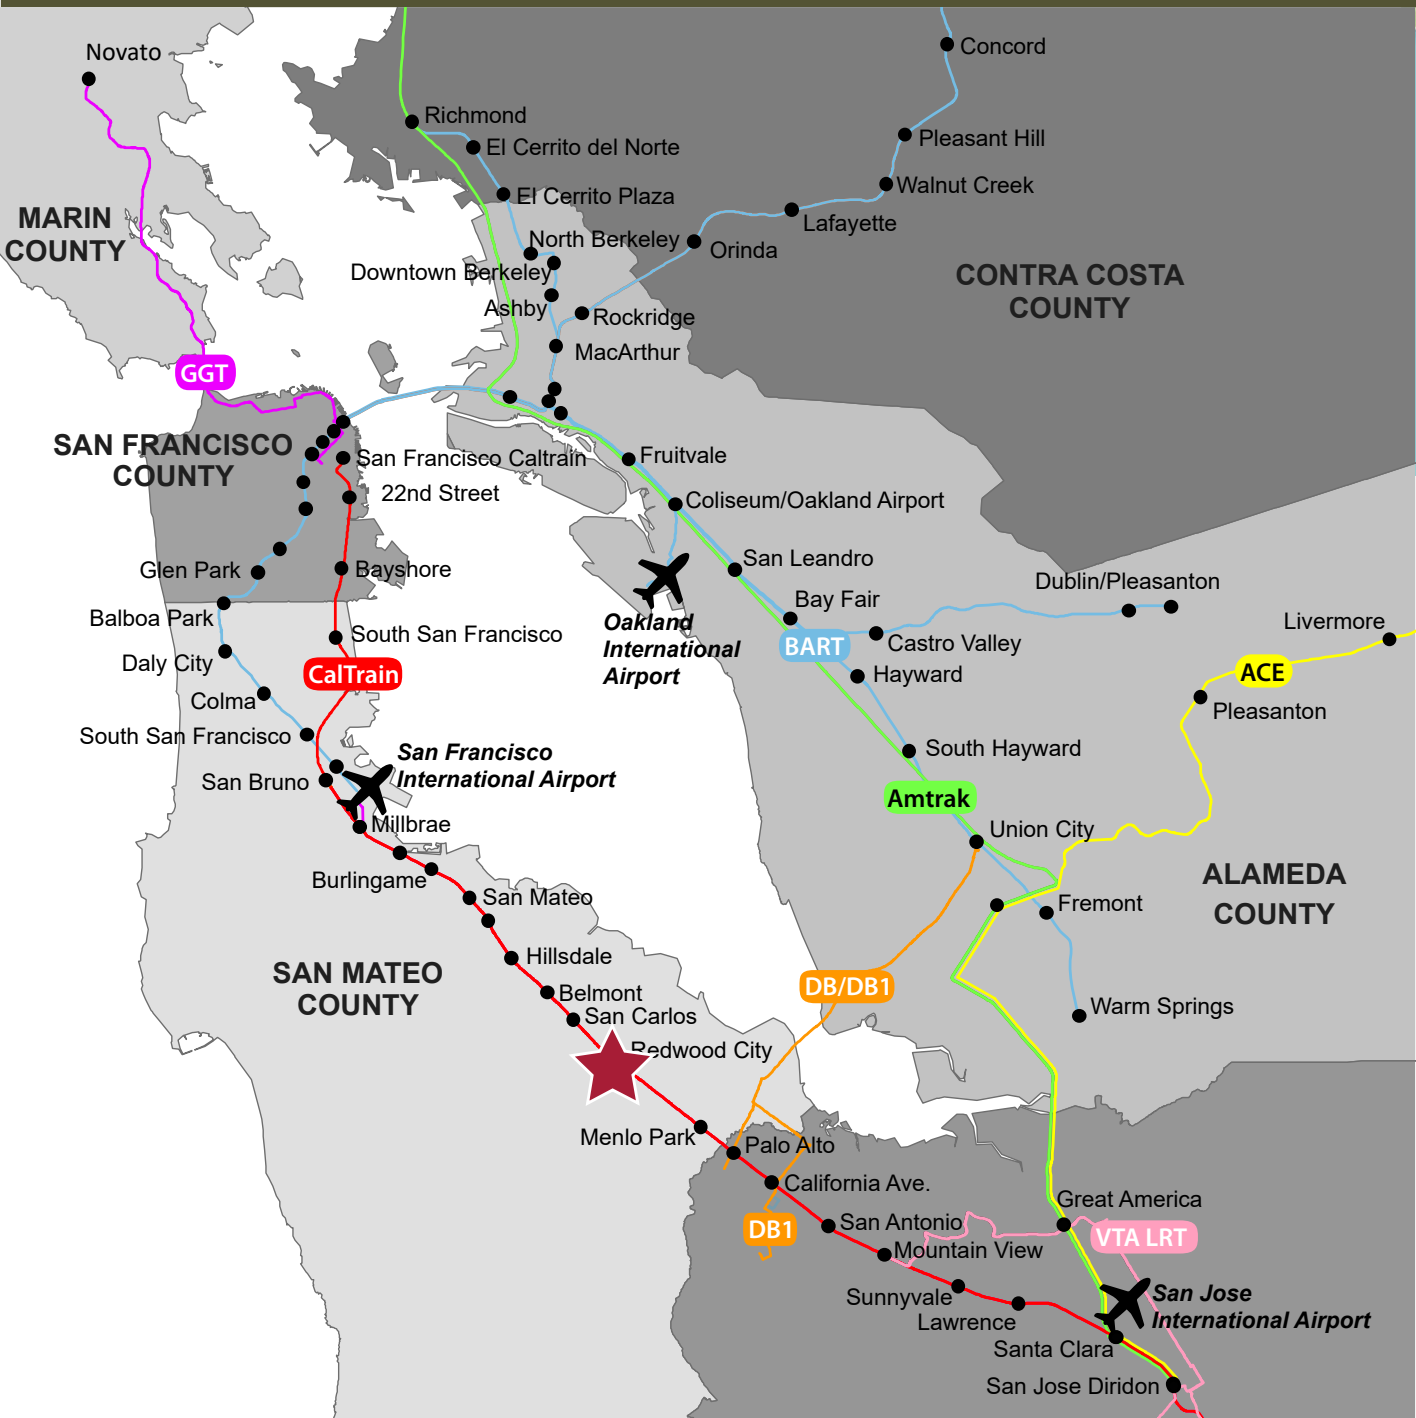 Concord
Novato
Richmond
Pleasant Hill
El Cerrito del Norte
Walnut Creek
El Cerrito Plaza
MARIN
COUNTY
Lafayette
North Berkeley
Orinda
Downtown Berkeley
CONTRA COSTA
COUNTY
Ashby
Rockridge
MacArthur
GGT
SAN FRANCISCO
COUNTY
San Francisco Caltrain
Fruitvale
22nd Street
Coliseum/Oakland Airport
Glen Park
Bayshore
San Leandro
Dublin/Pleasanton
Bay Fair
Balboa Park
Oakland
International
Airport
Livermore
South San Francisco
BART
Castro Valley
Daly City
CalTrain
Hayward
ACE
Colma
Pleasanton
South San Francisco
San Francisco
International Airport
South Hayward
San Bruno
Amtrak
Millbrae
Union City
Burlingame
San Mateo
ALAMEDA
COUNTY
Fremont
Hillsdale
SAN MATEO
COUNTY
DB/DB1
Belmont
San Carlos
Warm Springs
Redwood City
Menlo Park
Palo Alto
California Ave.
Great America
DB1
San Antonio
VTA LRT
Mountain View
Sunnyvale
San Jose
International Airport
Lawrence
Santa Clara
San Jose Diridon